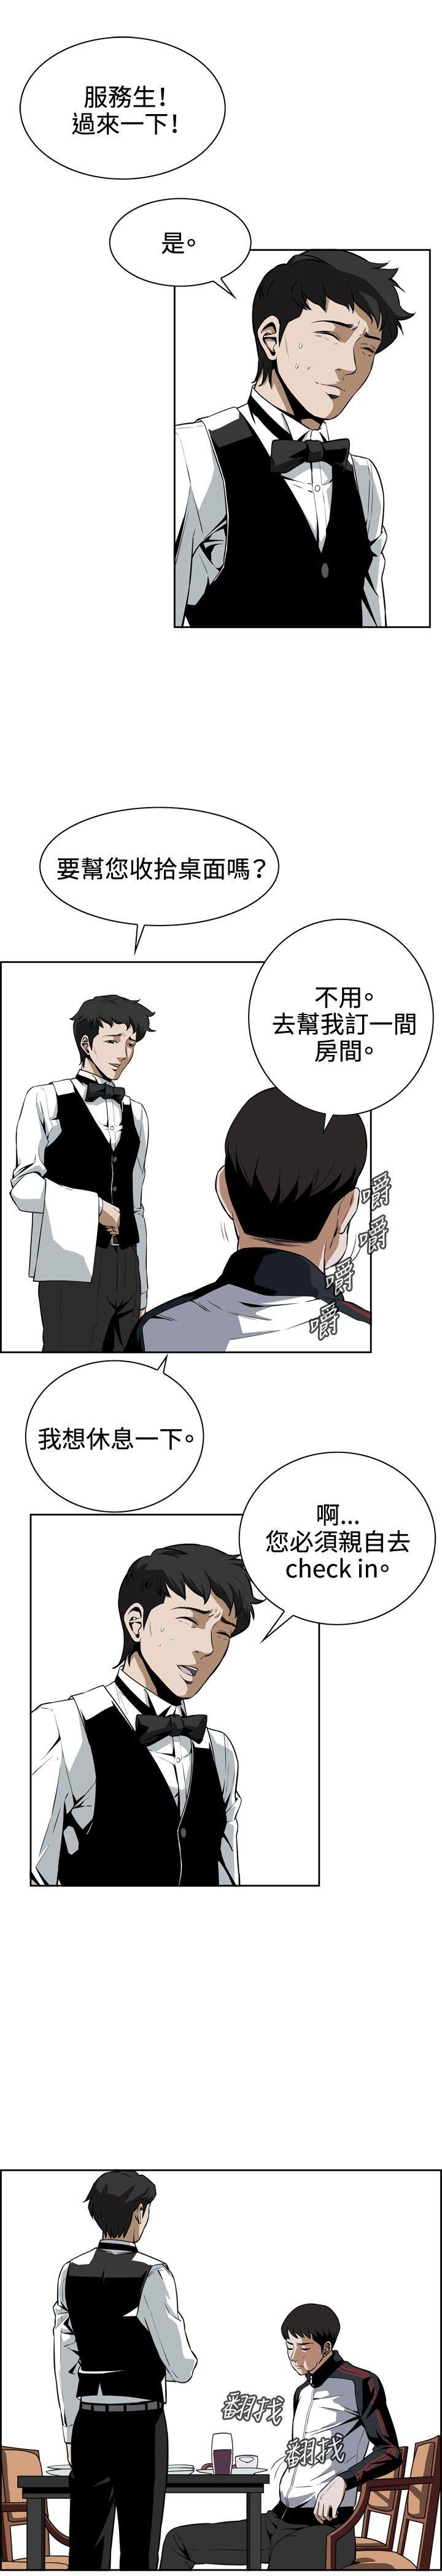 服務生！
過來一下！
是。
要幫您收拾桌面嗎？
不用。
去幫我訂一間
房間。
嚼
嚼
嚼
嚼
我想休息一下。
啊...
您必須親自去
check in。
翻找
翻找